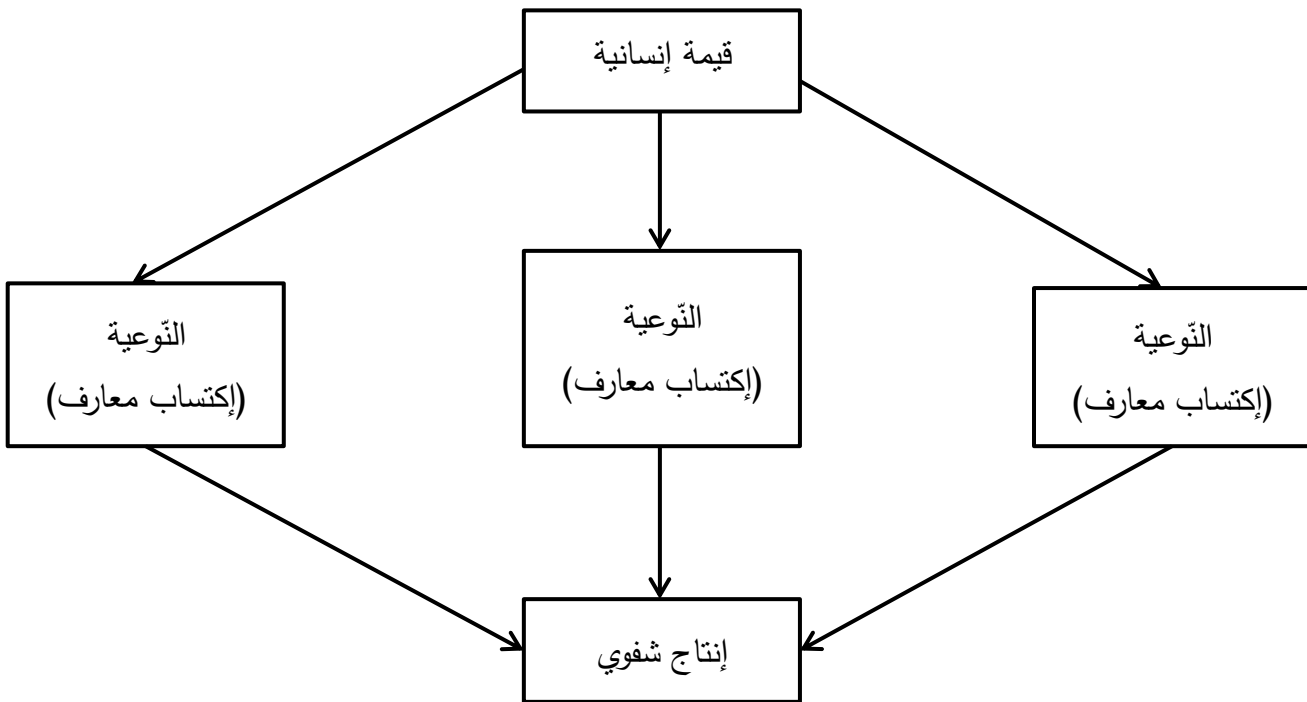 قيمة إنسانية
النّوعية
(إكتساب معارف)
النّوعية
(إكتساب معارف)
النّوعية
(إكتساب معارف)
إنتاج شفوي